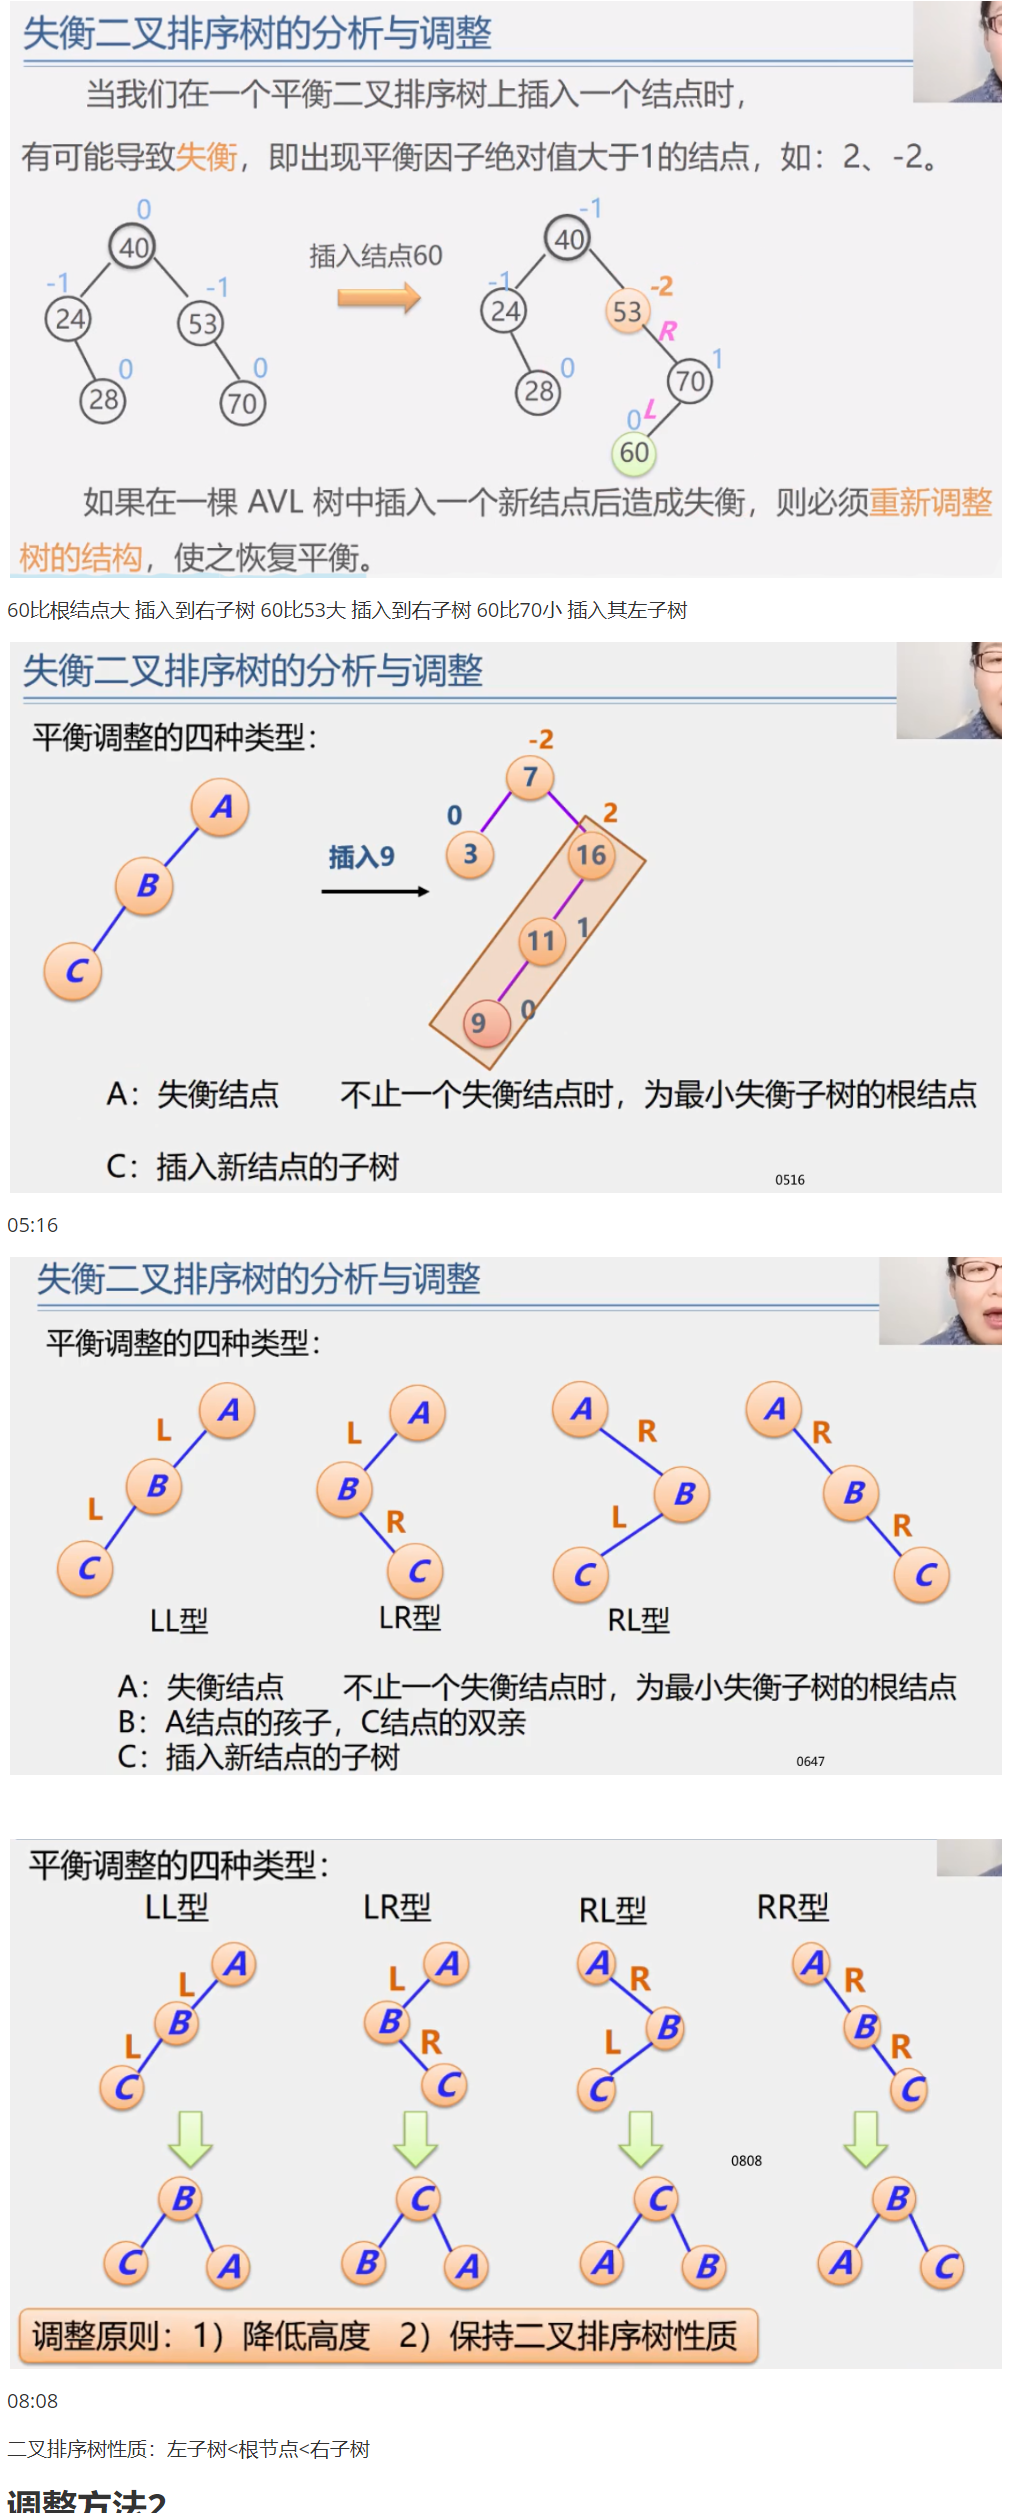 失衡二叉排序树的分析与调整
当我们在一个平衡二叉排序树上插入一个结点时，
有可能导致失衡，即出现平衡因子绝对值大于1的结点，如：2、-2。
0
40
-1
24
-1
53
0
28
0
70
插入结点60
-1
40
-1
24
-2
53
R
0
28
1
70
0
L
60
如果在一棵 AVL 树中插入一个新结点后造成失衡，则必须重新调整
树的结构，使之恢复平衡。
60比根结点大 插入到右子树 60比53大 插入到右子树 60比70小 插入其左子树
失衡二叉排序树的分析与调整
平衡调整的四种类型：
A
B
C
插入9
-2
7
0
3
2
16
11
1
9
0
A：失衡结点 不止一个失衡结点时，为最小失衡子树的根结点
C：插入新结点的子树
0516
05:16
失衡二叉排序树的分析与调整
平衡调整的四种类型：
A
L
B
L
C
LL型
A
L
B
R
C
LR型
A
R
B
L
C
RL型
A
R
B
R
C
A：失衡结点 不止一个失衡结点时，为最小失衡子树的根结点
B：A结点的孩子，C结点的双亲
C：插入新结点的子树
0647
平衡调整的四种类型：
LL型 LR型 RL型 RR型
A
L
B
L
C
A
L
B
R
C
A
R
B
L
C
A
R
B
R
C
0808
B
C A
C
B A
C
A B
B
A C
调整原则：1）降低高度 2）保持二叉排序树性质
08:08
二叉排序树性质：左子树<根节点<右子树
调整方法2